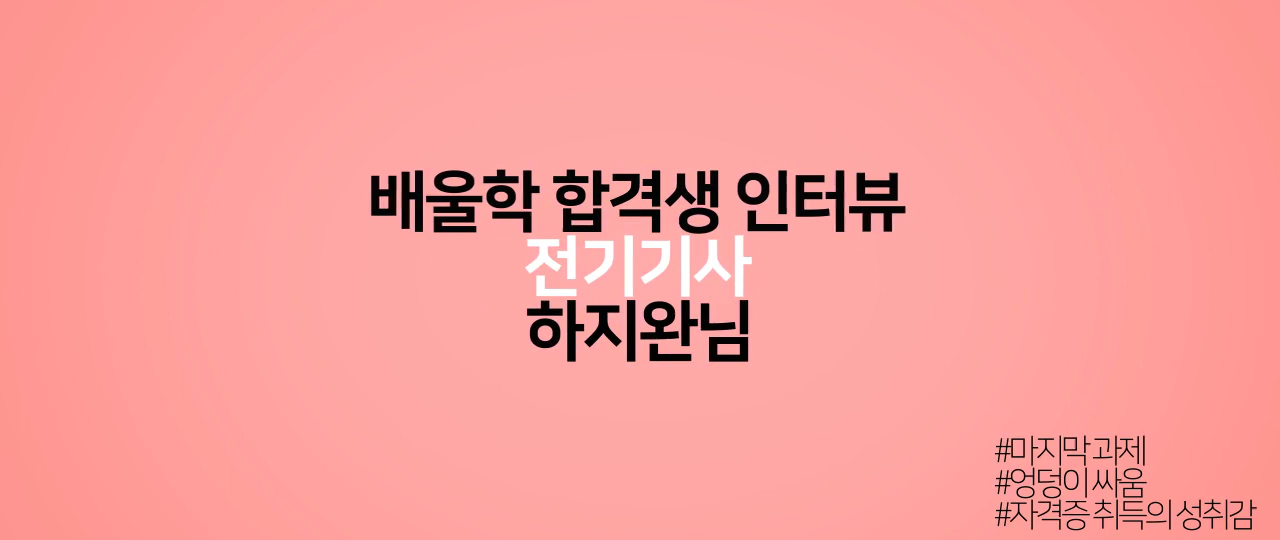 배울학 합격생 인터뷰
전기기사
하지완님
#마지막 과제
#엉덩이 싸움
#자격증 취득의 성취감